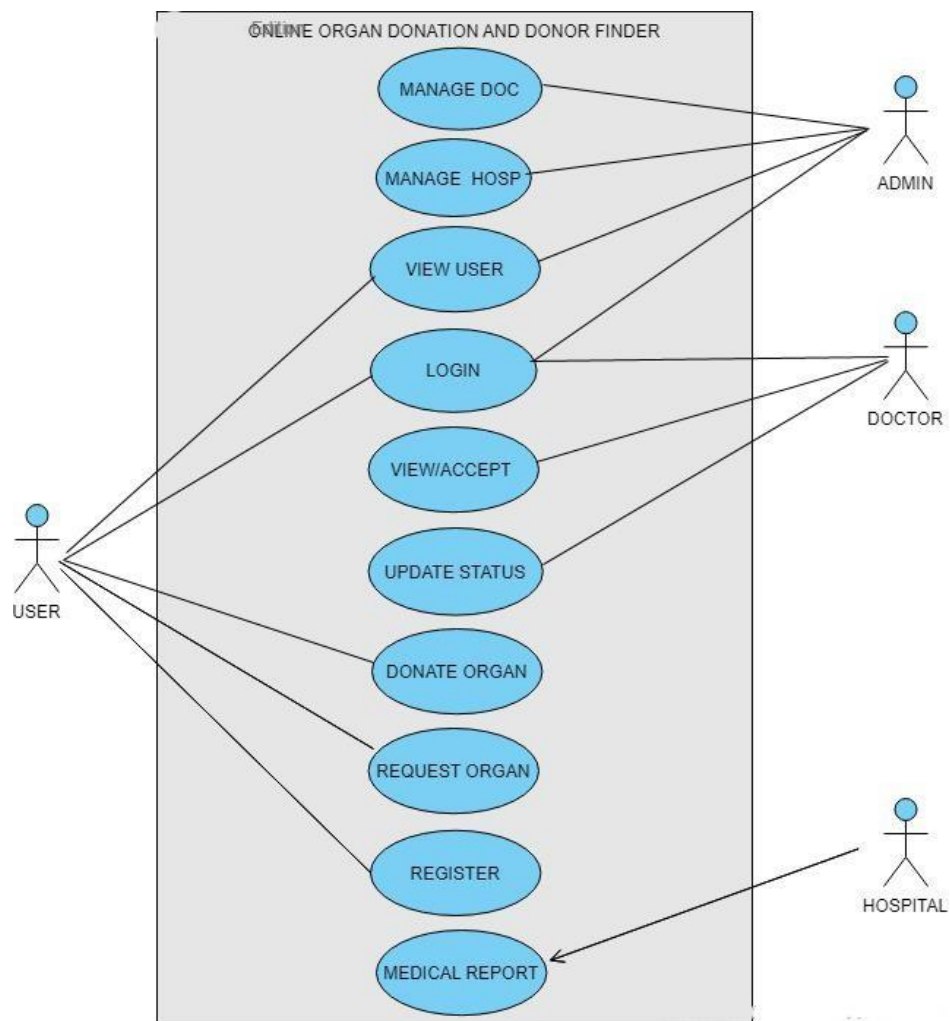 ONLINE ORGAN DONATION AND DONOR FINDER
MANAGE DOC
MANAGE HOSP
ADMIN
VIEW USER
LOGIN
DOCTOR
VIEW/ACCEPT
UPDATE STATUS
USER
DONATE ORGAN
REQUEST ORGAN
REGISTER
HOSPITAL
MEDICAL REPORT